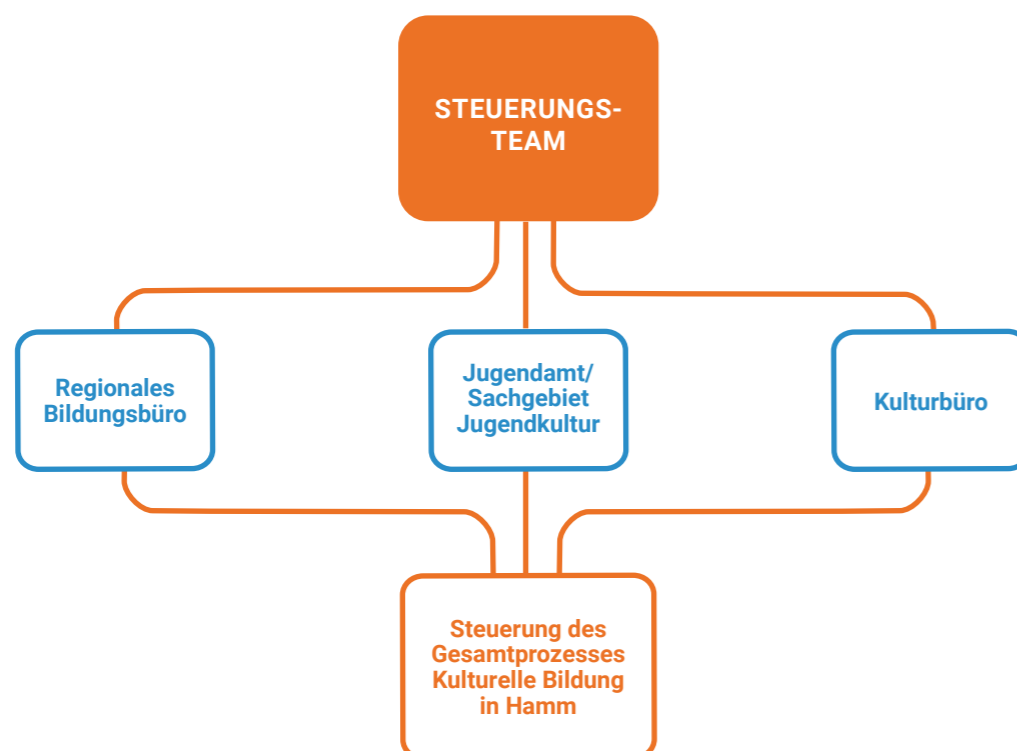 STEUERUNGS-
TEAM
Regionales
Bildungsbüro
Jugendamt/
Sachgebiet
Jugendkultur
Kulturbüro
Steuerung des
Gesamtprozesses
Kulturelle Bildung
in Hamm